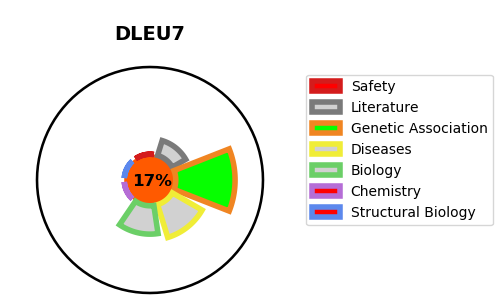 DLEU7
17%
Safety
Literature
Genetic Association
Diseases
Biology
Chemistry
Structural Biology